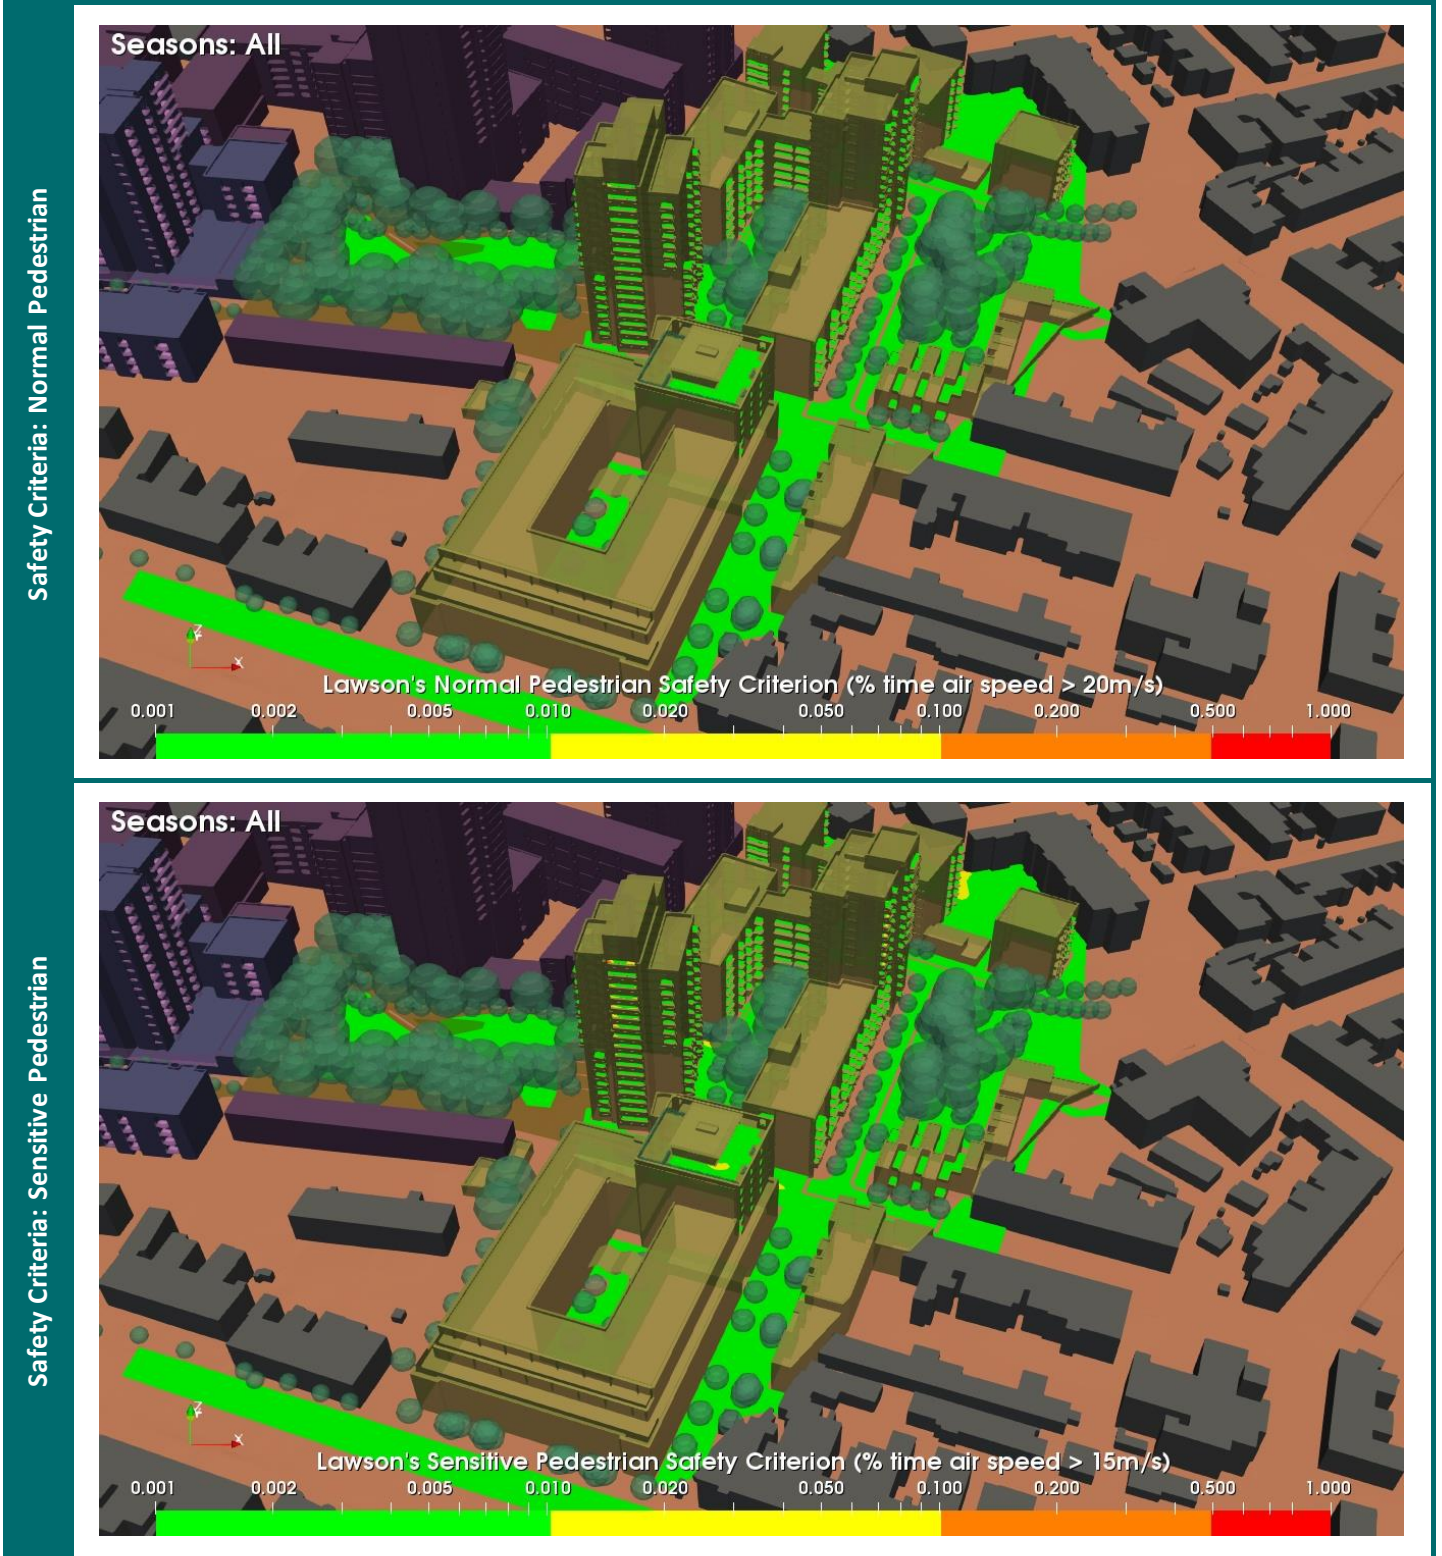 Safety Criteria: Normal Pedestrian
Seasons: All
Lawson's Normal Pedestrian Safety Criterion (% time air speed > 20m/s)
0.001 0.002 0.005 0.010 0.020 0.050 0.100 0.200 0.500 1.000
Z
X
Safety Criteria: Sensitive Pedestrian
Seasons: All
Lawson's Sensitive Pedestrian Safety Criterion (% time air speed > 15m/s)
0.001 0.002 0.005 0.010 0.020 0.050 0.100 0.200 0.500 1.000
Z
X